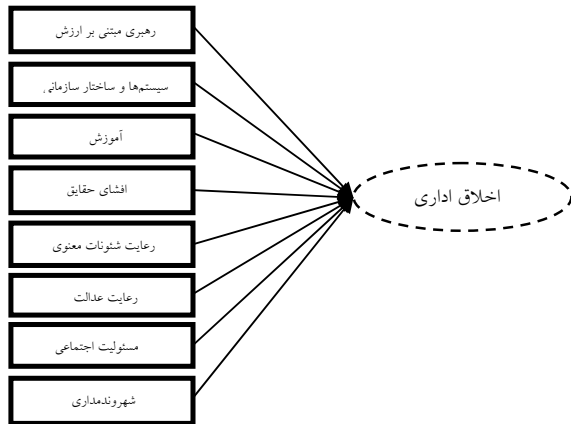 رهبری مبتنی بر ارزش
سیستم‌ها و ساختار سازمانی
آموزش
افشای حقایق
رعایت شئونات معنوی
رعایت عدالت
مسئولیت اجتماعی
شهروندمداری
اخلاق اداری